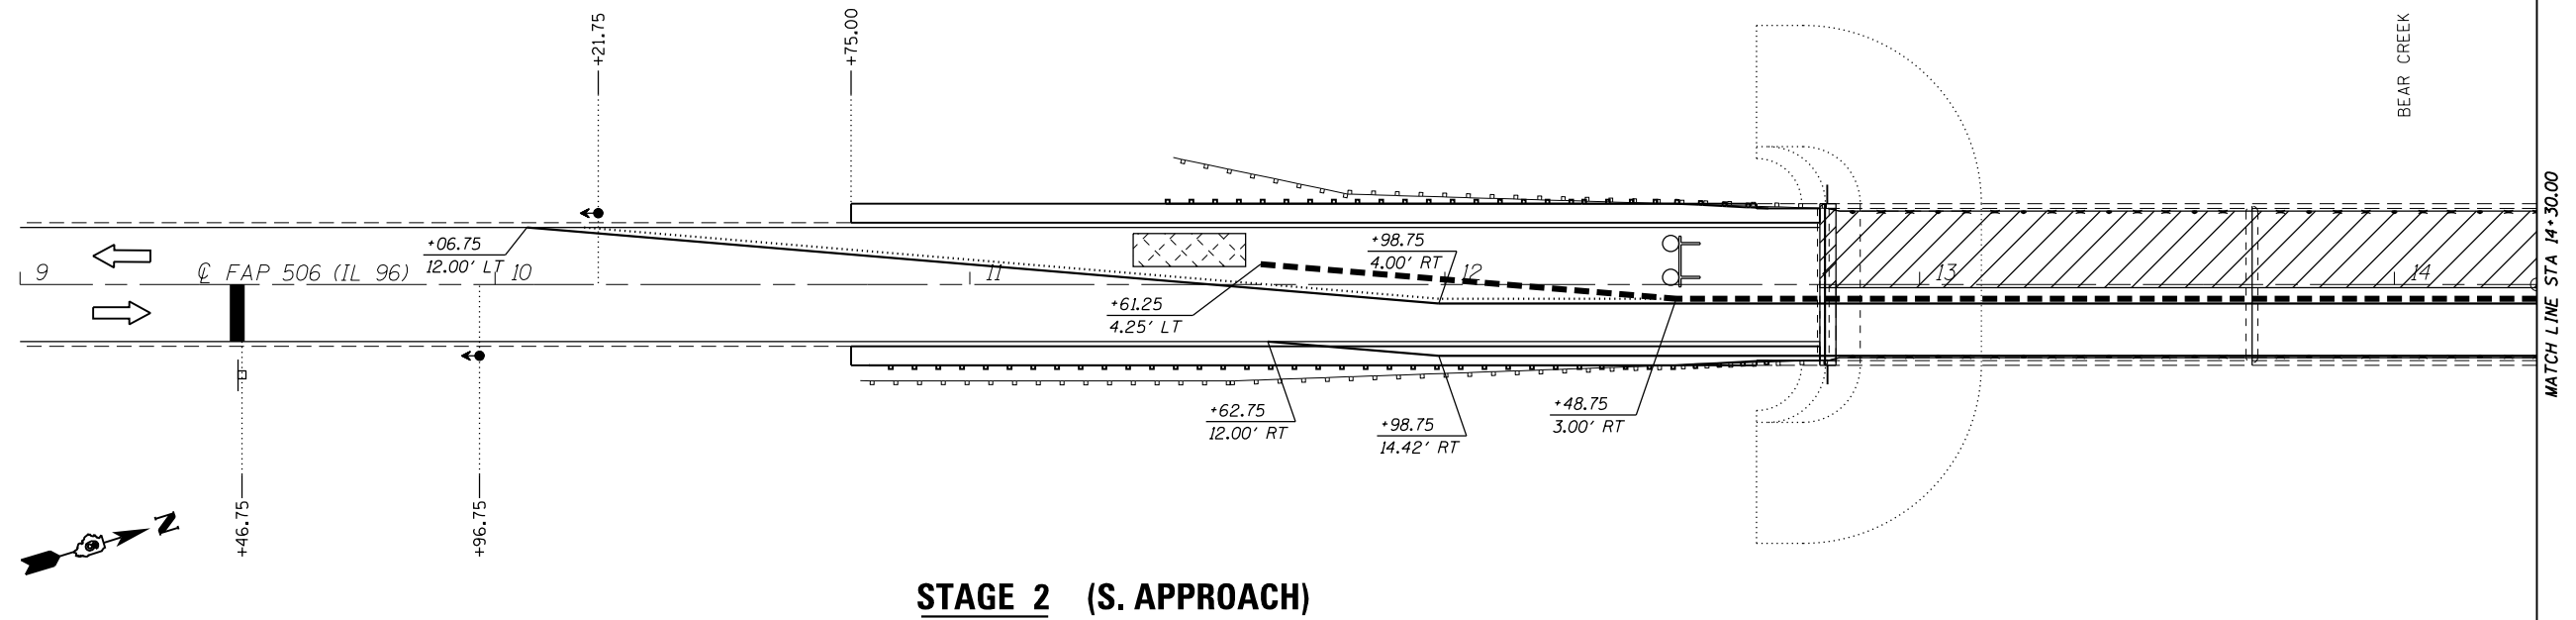 +21.75
+75.00
BEAR CREEK
+06.75
12.00' LT
+98.75
4.00' RT
9
℄ FAP 506 (IL 96)
10
11
12
13
14
+61.25
4.25' LT
MATCH LINE STA 14+30.00
+62.75
12.00' RT
+98.75
14.42' RT
+48.75
3.00' RT
+46.75
+96.75
N
STAGE 2 (S. APPROACH)